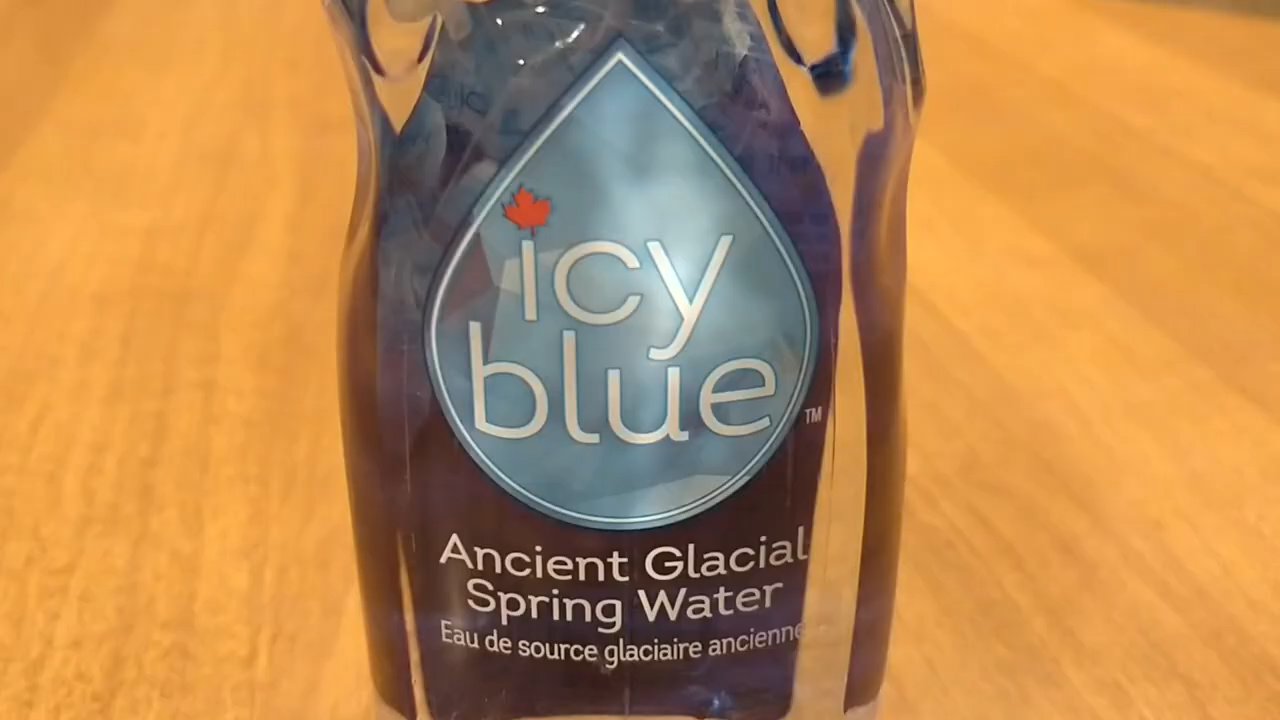 icy
blue
TM
Ancient Glacial
Spring Water
Eau de source glaciaire ancienne